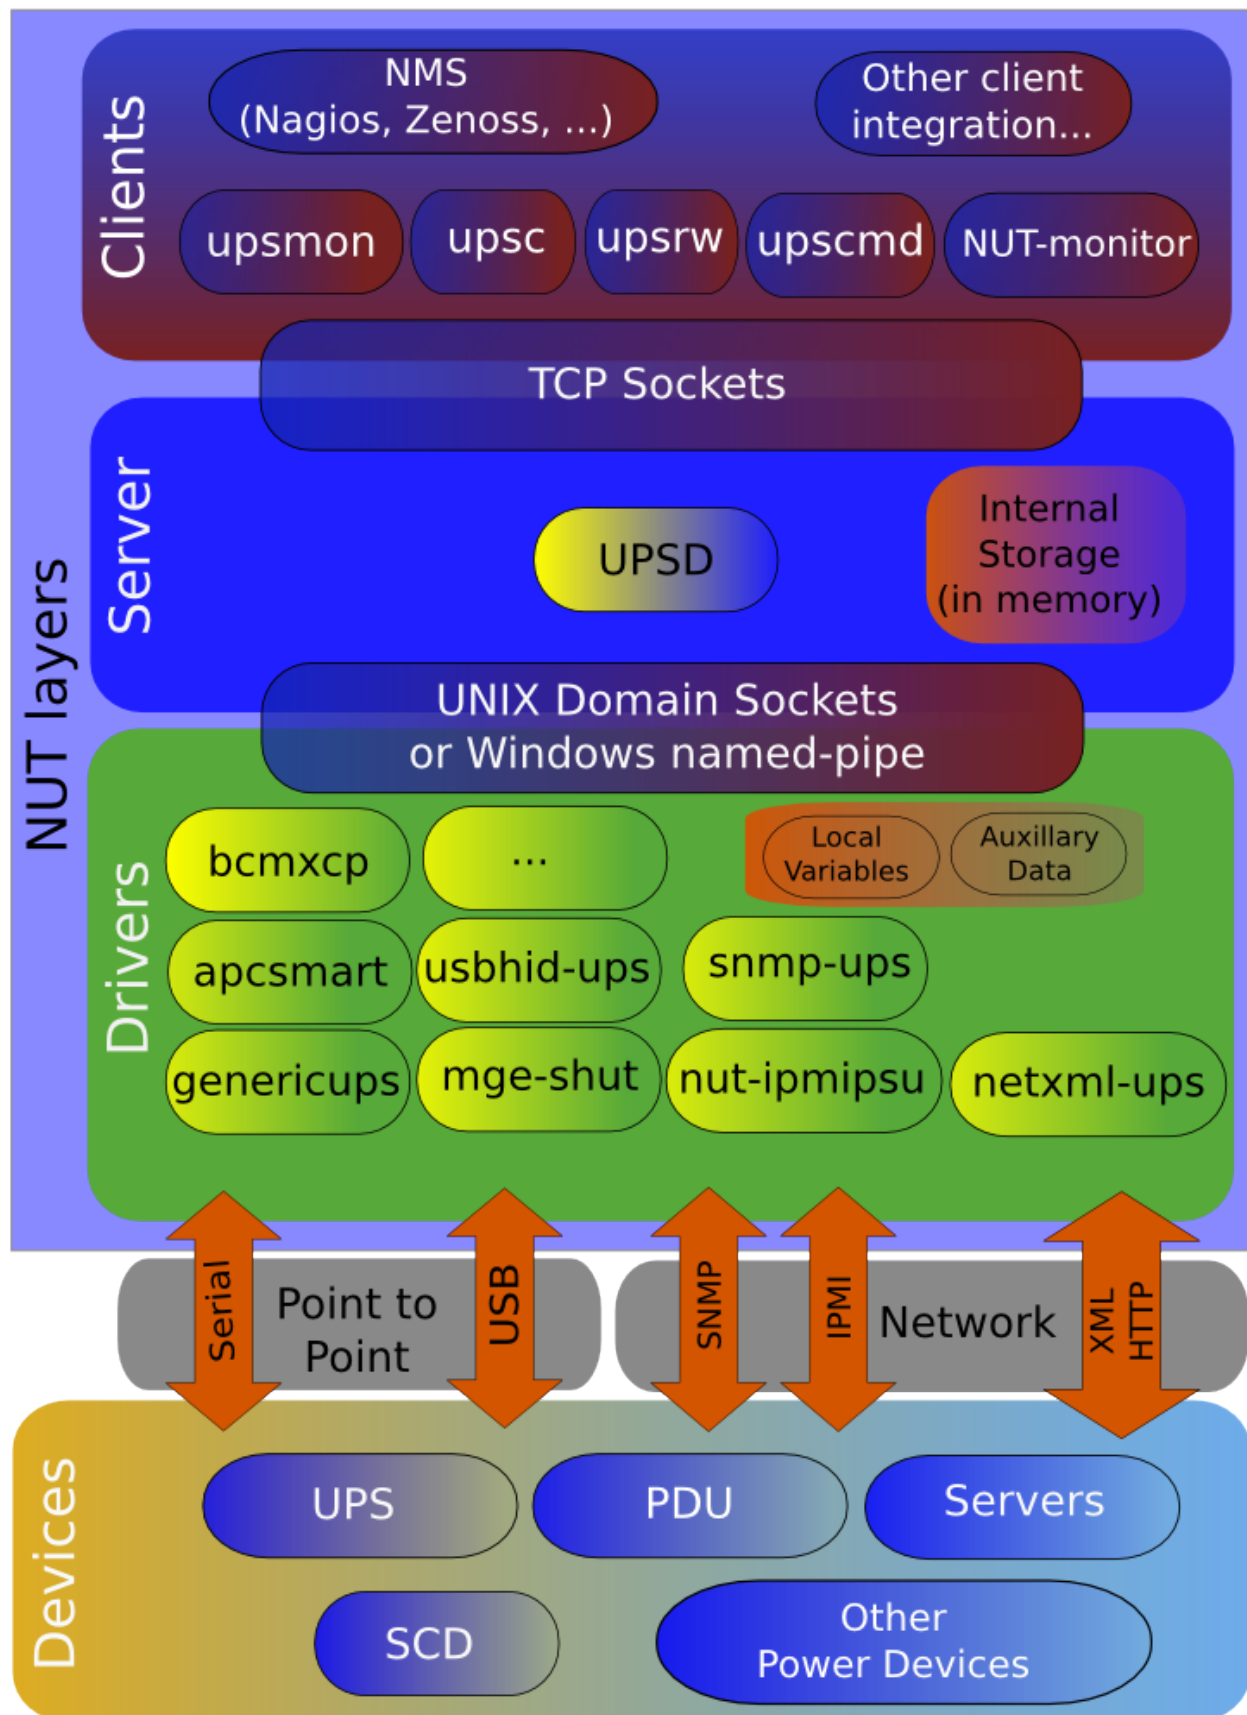 NUT layers
Clients
NMS
(Nagios, Zenoss, ...)
Other client
integration...
upsmon
upsc
upsrw
upscmd
NUT-monitor
TCP Sockets
Server
UPSD
Internal
Storage
(in memory)
UNIX Domain Sockets
or Windows named-pipe
Drivers
bcmxcp
...
Local
Variables
Auxillary
Data
apcsmart
usbhid-ups
snmp-ups
genericups
mge-shut
nut-ipmipsu
netxml-ups
Serial
Point to
Point
USB
SNMP
IPMI
Network
XML
HTTP
Devices
UPS
PDU
Servers
SCD
Other
Power Devices